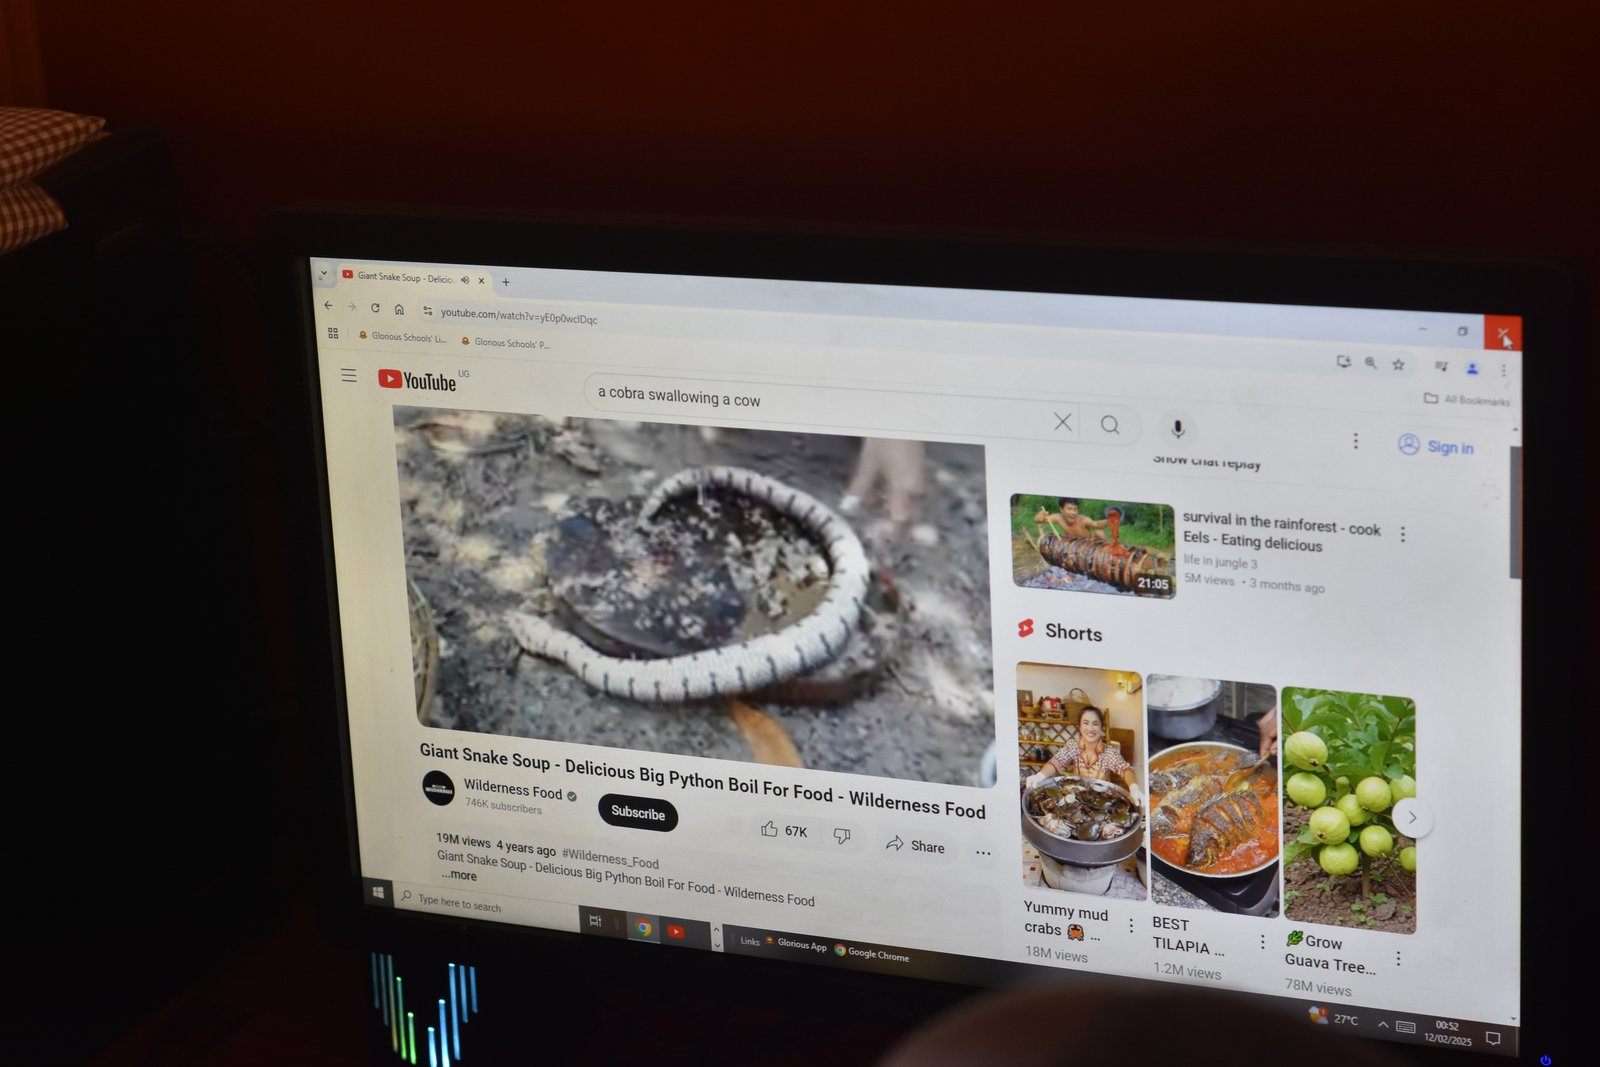 Giant Snake Soup - Delicio
youtube.com/watch?v=yE0p0wclDqc
Glorious Schools' Li...
Glorious Schools' P...
All Bookmarks
YouTube UG
a cobra swallowing a cow
Sign in
Show chat replay
survival in the rainforest - cook
Eels - Eating delicious
life in jungle 3
5M views • 3 months ago
21:05
Shorts
Giant Snake Soup - Delicious Big Python Boil For Food - Wilderness Food
Wilderness Food
746K subscribers
Subscribe
67K
Share
...
19M views 4 years ago #Wilderness_Food
Giant Snake Soup - Delicious Big Python Boil For Food - Wilderness Food
...more
Yummy mud
crabs 🦀 ...
18M views
BEST
TILAPIA ...
1.2M views
🌿Grow
Guava Tree...
78M views
Type here to search
Links
Glorious App
Google Chrome
27°C
00:52
12/02/2025